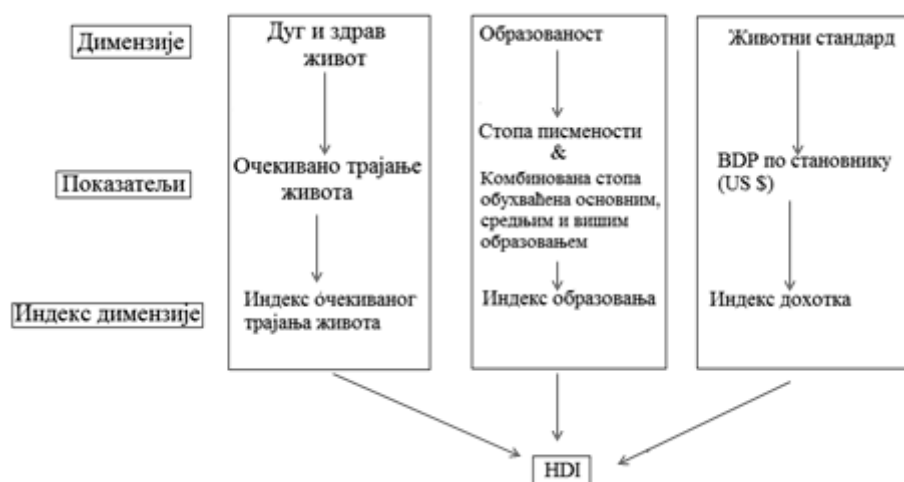 Димензије
Дуг и здрав
живот
Образованост
Животни стандард
Показатељи
Очекивано трајање
живота
Стопа писмености
&
Комбинована стопа
обухваћена основним,
средњим и вишим
образовањем
BDP по становнику
(US $)
Индекс димензије
Индекс очекиваног
трајања живота
Индекс образовања
Индекс дохотка
HDI